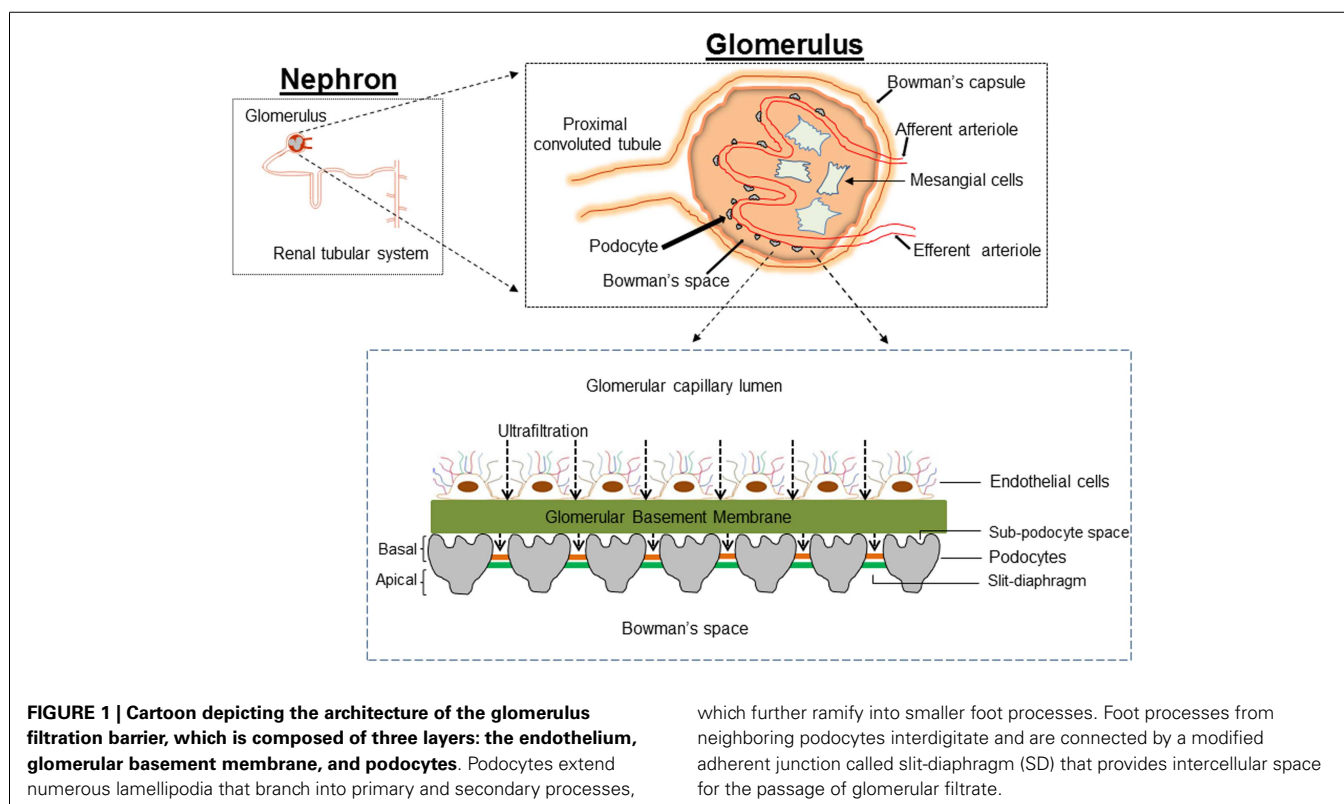 Nephron
Glomerulus
Renal tubular system
Glomerulus
Proximal
convoluted tubule
Podocyte
Bowman's space
Bowman's capsule
Afferent arteriole
Mesangial cells
Efferent arteriole
Glomerular capillary lumen
Ultrafiltration
Endothelial cells
Glomerular Basement Membrane
Basal
Apical
Sub-podocyte space
Podocytes
Slit-diaphragm
Bowman's space
FIGURE 1 | Cartoon depicting the architecture of the glomerulus
filtration barrier, which is composed of three layers: the endothelium,
glomerular basement membrane, and podocytes. Podocytes extend
numerous lamellipodia that branch into primary and secondary processes,
which further ramify into smaller foot processes. Foot processes from
neighboring podocytes interdigitate and are connected by a modified
adherent junction called slit-diaphragm (SD) that provides intercellular space
for the passage of glomerular filtrate.